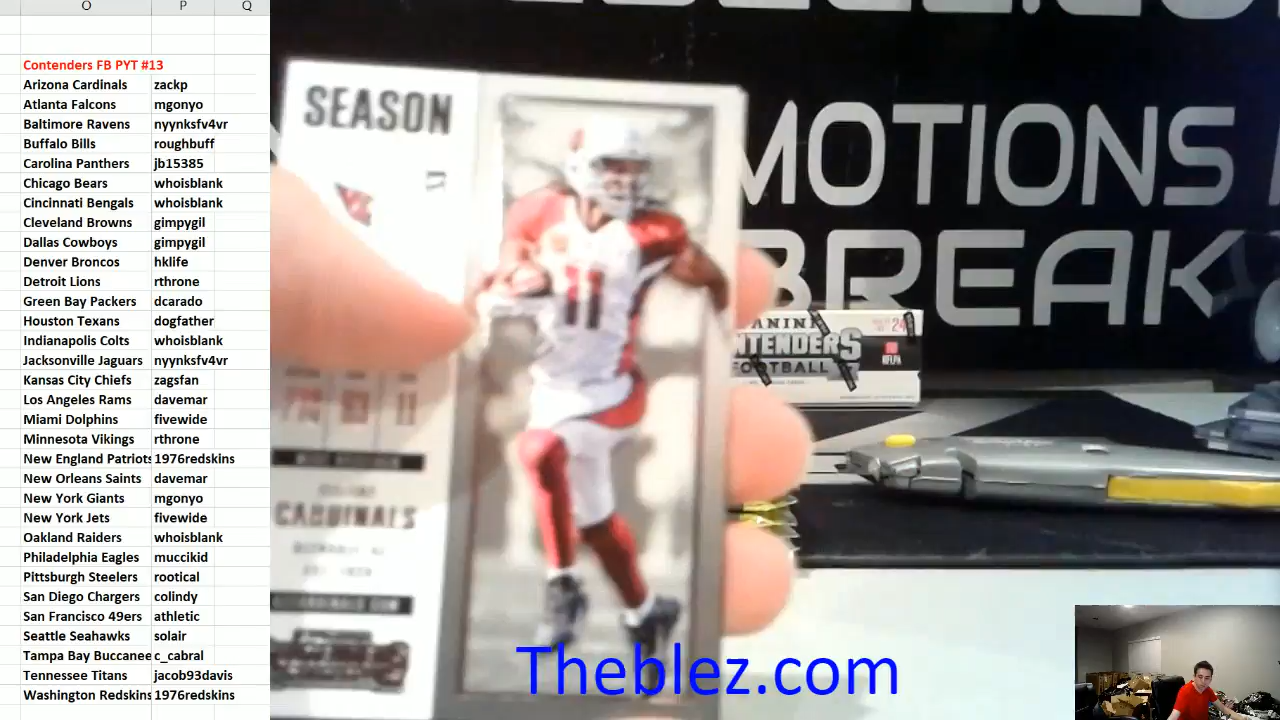 O P Q
Contenders FB PYT #13
Arizona Cardinals zackp
Atlanta Falcons mgonyo
Baltimore Ravens nyynksfv4vr
Buffalo Bills roughbuff
Carolina Panthers jb15385
Chicago Bears whoisblank
Cincinnati Bengals whoisblank
Cleveland Browns gimpygil
Dallas Cowboys gimpygil
Denver Broncos hklife
Detroit Lions rthrone
Green Bay Packers dcarado
Houston Texans dogfather
Indianapolis Colts whoisblank
Jacksonville Jaguars nyynksfv4vr
Kansas City Chiefs zagsfan
Los Angeles Rams davemar
Miami Dolphins fivewide
Minnesota Vikings rthrone
New England Patriots 1976redskins
New Orleans Saints davemar
New York Giants mgonyo
New York Jets fivewide
Oakland Raiders whoisblank
Philadelphia Eagles muccikid
Pittsburgh Steelers rootical
San Diego Chargers colindy
San Francisco 49ers athletic
Seattle Seahawks solair
Tampa Bay Buccanee c_cabral
Tennessee Titans jacob93davis
Washington Redskins 1976redskins
SEASON
11
11
CARDINALS
MOTIONS
BREAK
PANINI
NTENDERS
FOOTBALL
24
NFLPA
Theblez.com